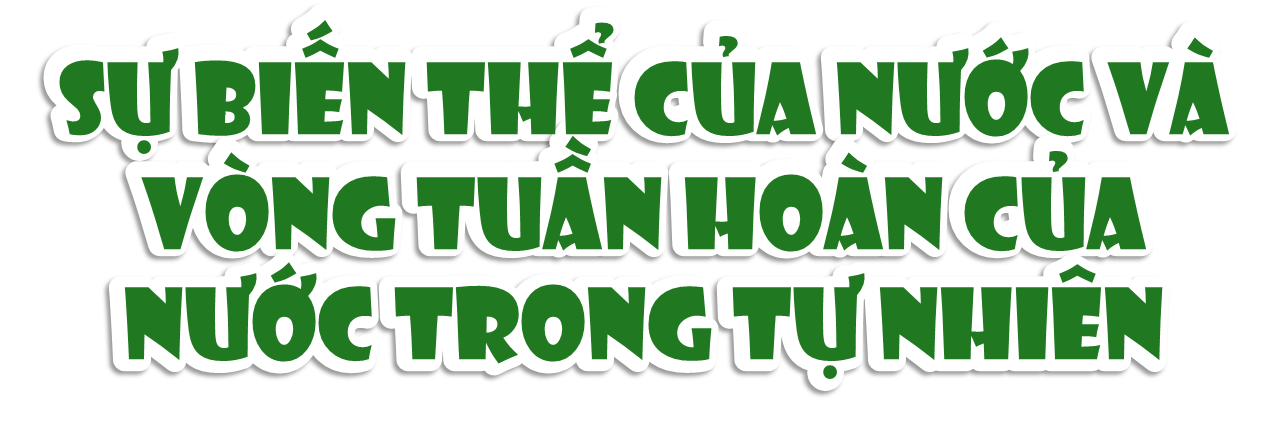 SỰ BIẾN THỂ CỦA NƯỚC VÀ
VÒNG TUẦN HOÀN CỦA
NƯỚC TRONG TỰ NHIÊN